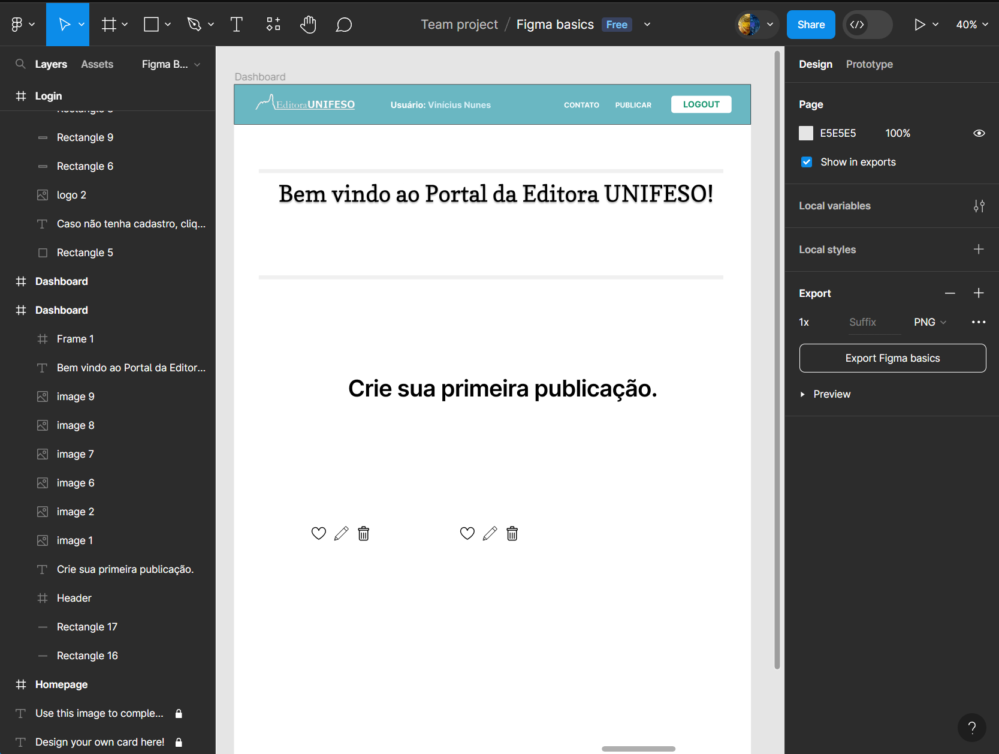 Team project / Figma basics Free
Share
40%
Layers Assets Figma B...
Login
Rectangle 9
Rectangle 6
logo 2
Caso não tenha cadastro, cliq...
Rectangle 5
Dashboard
Dashboard
Frame 1
Bem vindo ao Portal da Editor...
image 9
image 8
image 7
image 6
image 2
image 1
Crie sua primeira publicação.
Header
Rectangle 17
Rectangle 16
Homepage
Use this image to comple...
Design your own card here!
Dashboard
EditoraUNIFESO
Usuário: Vinícius Nunes
CONTATO
PUBLICAR
LOGOUT
Bem vindo ao Portal da Editora UNIFESO!
Crie sua primeira publicação.
Design Prototype
Page
E5E5E5 100%
Show in exports
Local variables
Local styles
Export
1x Suffix PNG
Export Figma basics
Preview
?